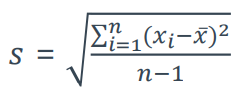 s = √(∑ⁿᵢ₌₁(xᵢ−x̄)² / n−1)